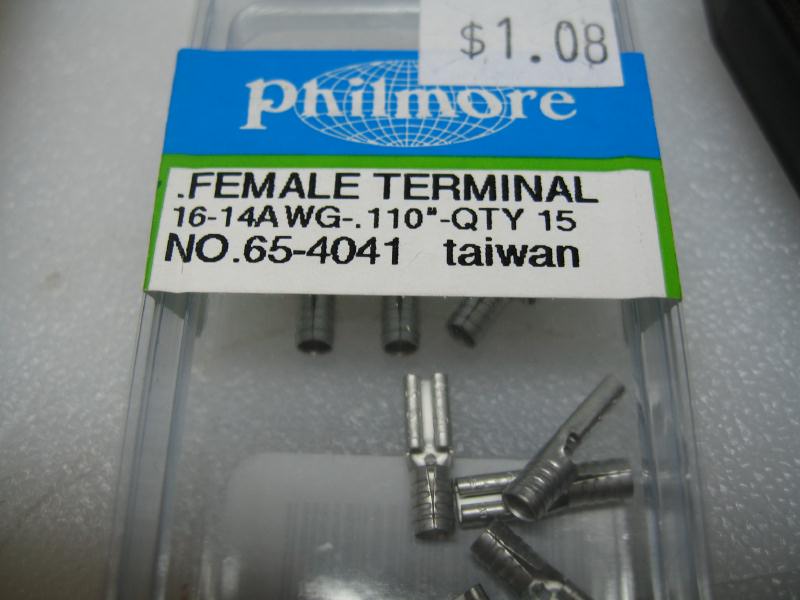 $1.08
Philmore
.FEMALE TERMINAL
16-14AWG-.110"-QTY 15
NO.65-4041 taiwan